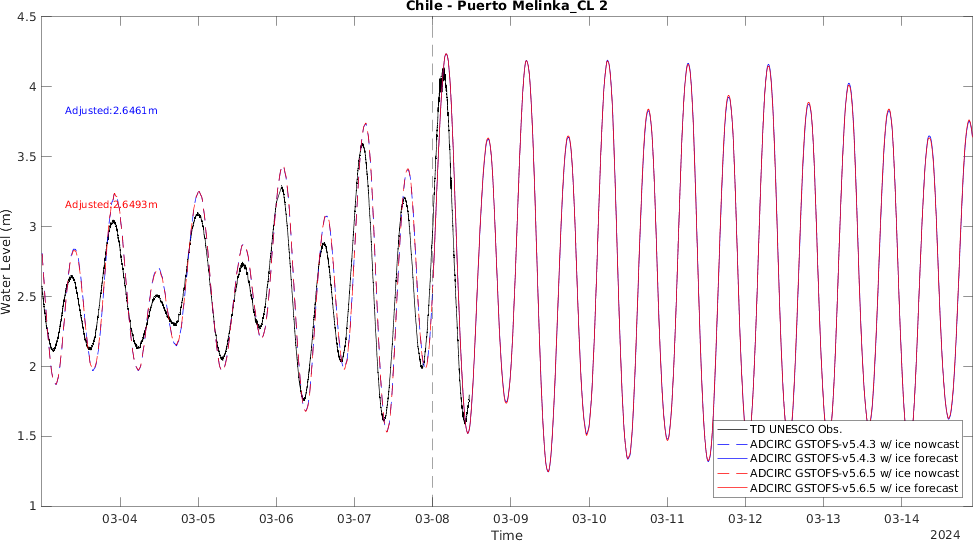 Chile - Puerto Melinka_CL 2
4.5
4
3.5
3
2.5
2
1.5
1
Water Level (m)
Adjusted:2.6461m
Adjusted:2.6493m
TD UNESCO Obs.
ADCIRC GSTOFS-v5.4.3 w/ ice nowcast
ADCIRC GSTOFS-v5.4.3 w/ ice forecast
ADCIRC GSTOFS-v5.6.5 w/ ice nowcast
ADCIRC GSTOFS-v5.6.5 w/ ice forecast
03-04 03-05 03-06 03-07 03-08 03-09 03-10 03-11 03-12 03-13 03-14
Time
2024